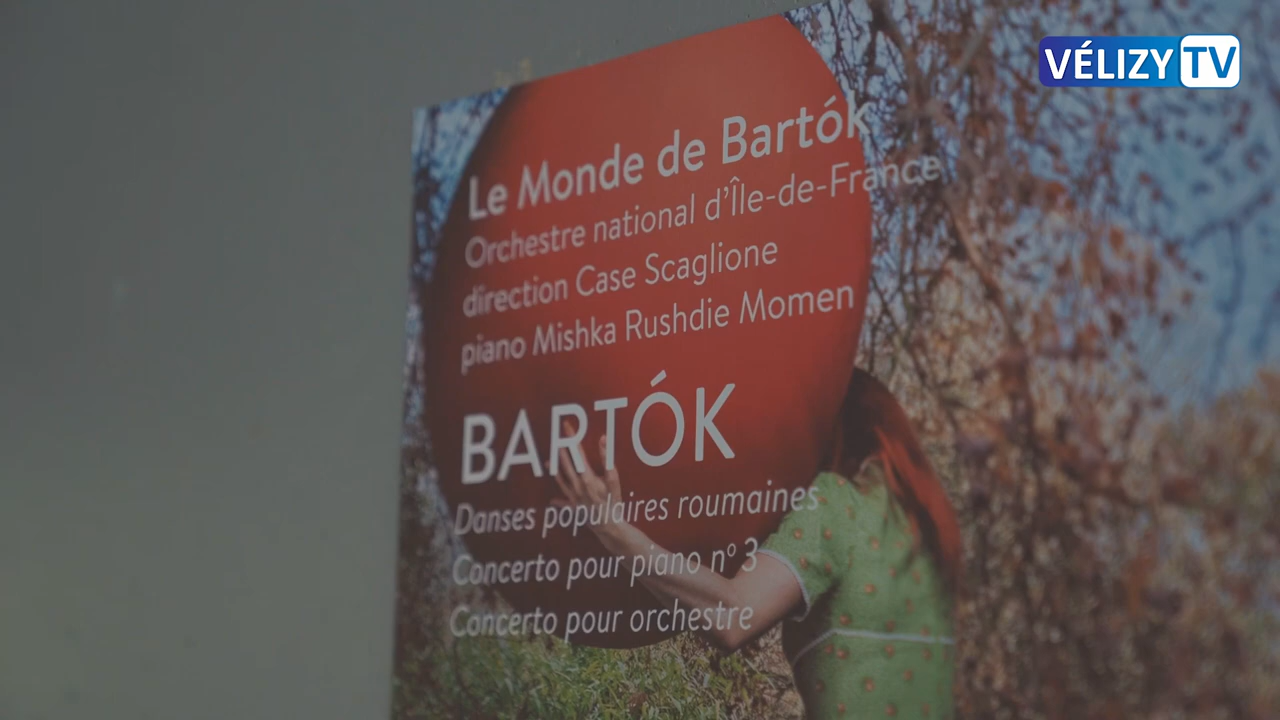 VÉLIZY TV
Le Monde de Bartók
Orchestre national d’Île-de-France
direction Case Scaglione
piano Mishka Rushdie Momen
BARTÓK
Danses populaires roumaines
Concerto pour piano nº 3
Concerto pour orchestre